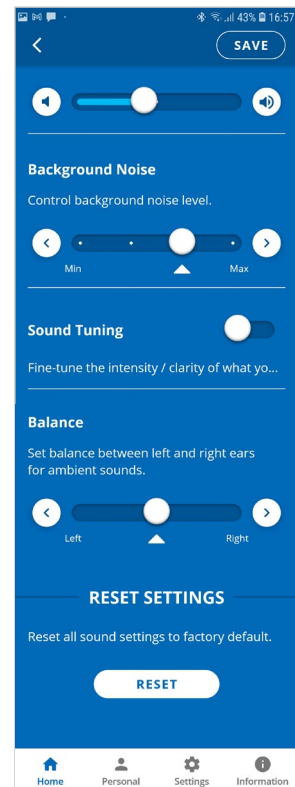 43% 16:57
SAVE
Background Noise
Control background noise level.
Min Max
Sound Tuning
Fine-tune the intensity / clarity of what yo...
Balance
Set balance between left and right ears
for ambient sounds.
Left Right
RESET SETTINGS
Reset all sound settings to factory default.
RESET
Home Personal Settings Information